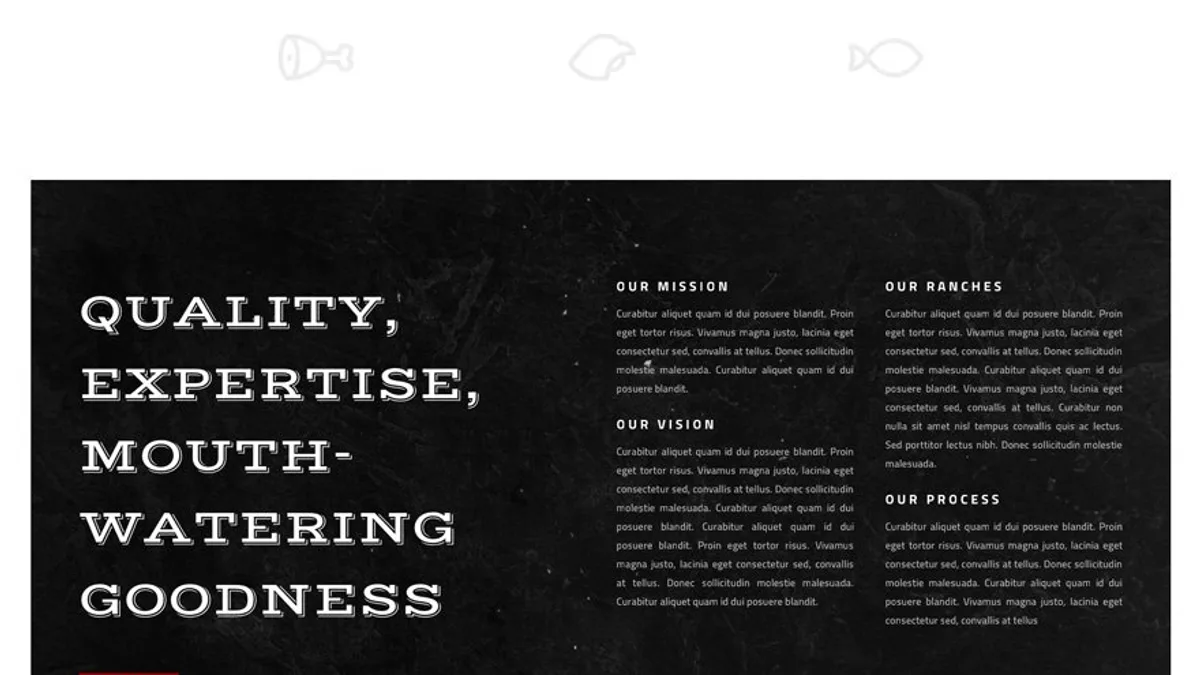 QUALITY,
EXPERTISE,
MOUTH-
WATERING
GOODNESS
OUR MISSION
Curabitur aliquet quam id dui posuere blandit. Proin
eget tortor risus. Vivamus magna justo, lacinia eget
consectetur sed, convallis at tellus. Donec sollicitudin
molestie malesuada. Curabitur aliquet quam id dui
posuere blandit.
OUR VISION
Curabitur aliquet quam id dui posuere blandit. Proin
eget tortor risus. Vivamus magna justo, lacinia eget
consectetur sed, convallis at tellus. Donec sollicitudin
molestie malesuada. Curabitur aliquet quam id dui
posuere blandit. Curabitur aliquet quam id dui
posuere blandit. Proin eget tortor risus. Vivamus
magna justo, lacinia eget consectetur sed, convallis
at tellus. Donec sollicitudin molestie malesuada.
Curabitur aliquet quam id dui posuere blandit.
OUR RANCHES
Curabitur aliquet quam id dui posuere blandit. Proin
eget tortor risus. Vivamus magna justo, lacinia eget
consectetur sed, convallis at tellus. Donec sollicitudin
molestie malesuada. Curabitur aliquet quam id dui
posuere blandit. Vivamus magna justo, lacinia eget
consectetur sed, convallis at tellus. Curabitur non
nulla sit amet nisl tempus convallis quis ac lectus.
Sed porttitor lectus nibh. Donec sollicitudin molestie
malesuada.
OUR PROCESS
Curabitur aliquet quam id dui posuere blandit. Proin
eget tortor risus. Vivamus magna justo, lacinia eget
consectetur sed, convallis at tellus. Donec sollicitudin
molestie malesuada. Curabitur aliquet quam id dui
posuere blandit. Vivamus magna justo, lacinia eget
consectetur sed, convallis at tellus